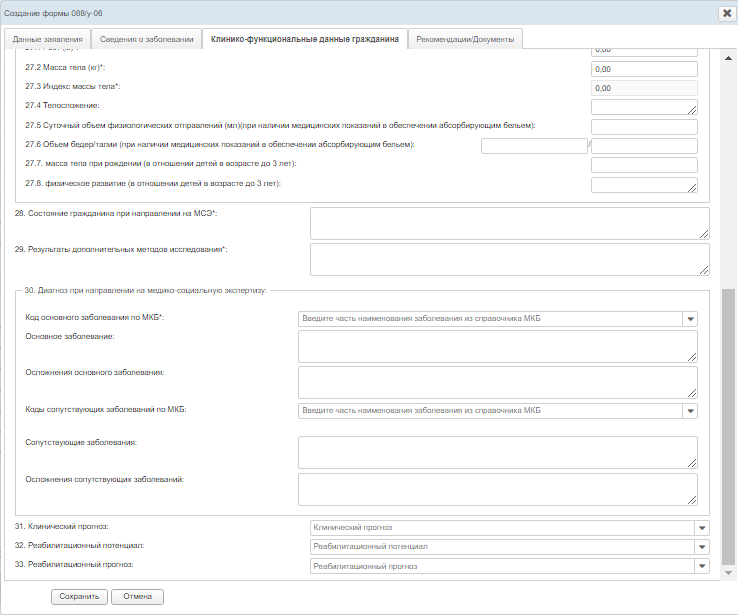 Создание формы 088/у-06
Данные заявления
Сведения о заболевании
Клинико-функциональные данные гражданина
Рекомендации/Документы
0,00
27.2 Масса тела (кг)*:
0,00
27.3 Индекс массы тела*:
0,00
27.4 Телосложение:
27.5 Суточный объем физиологических отправлений (мл)(при наличии медицинских показаний в обеспечении абсорбирующим бельем):
27.6 Объем бедер/талии (при наличии медицинских показаний в обеспечении абсорбирующим бельем):
/
27.7. масса тела при рождении (в отношении детей в возрасте до 3 лет):
27.8. физическое развитие (в отношении детей в возрасте до 3 лет):
28. Состояние гражданина при направлении на МСЭ*:
29. Результаты дополнительных методов исследования*:
30. Диагноз при направлении на медико-социальную экспертизу:
Код основного заболевания по МКБ*:
Введите часть наименования заболевания из справочника МКБ
Основное заболевание:
Осложнения основного заболевания:
Коды сопутствующих заболеваний по МКБ:
Введите часть наименования заболевания из справочника МКБ
Сопутствующие заболевания:
Осложнения сопутствующих заболеваний:
31. Клинический прогноз:
Клинический прогноз
32. Реабилитационный потенциал:
Реабилитационный потенциал
33. Реабилитационный прогноз:
Реабилитационный прогноз
Сохранить
Отмена